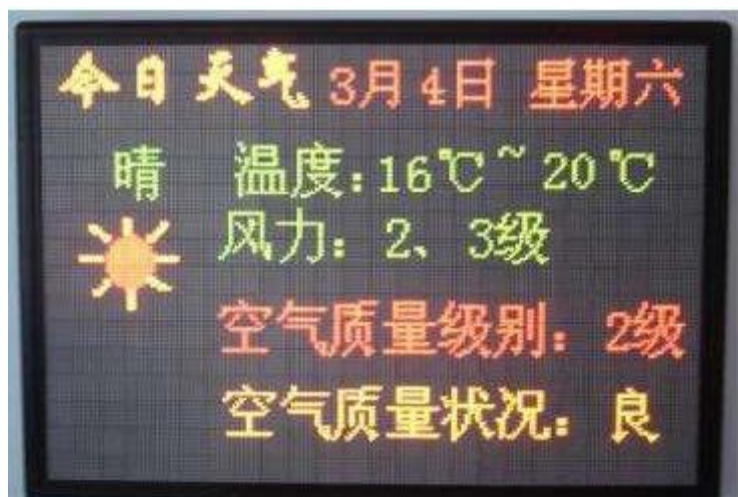 今日天气 3月4日 星期六
晴 温度:16℃~20℃
风力:2、3级
空气质量级别:2级
空气质量状况:良